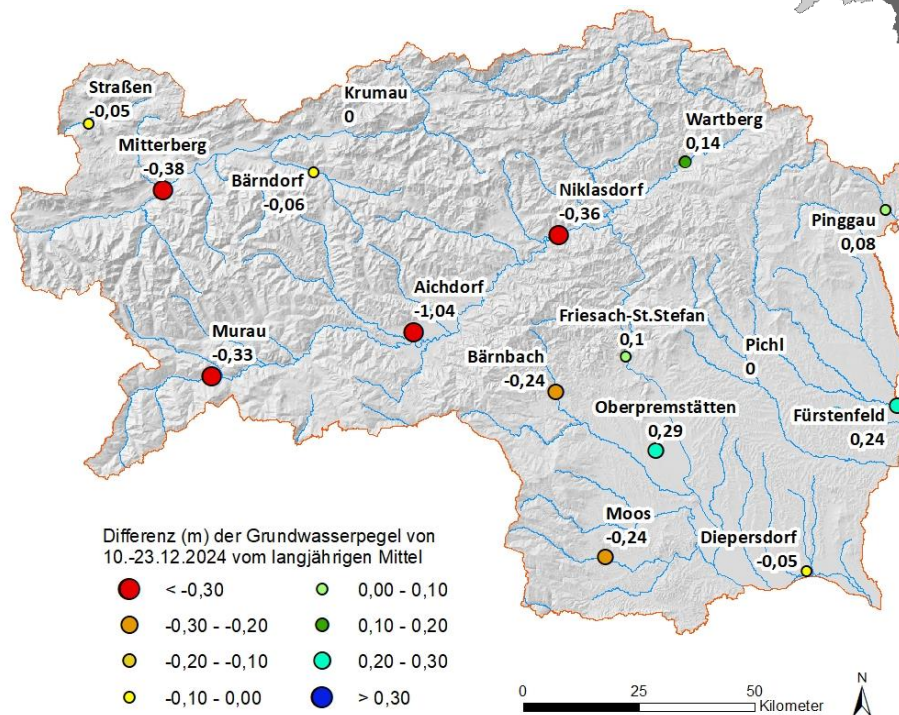 Straßen
-0,05
Krumau
0
Wartberg
0,14
Mitterberg
-0,38
Bärndorf
-0,06
Niklasdorf
-0,36
Pinggau
0,08
Aichdorf
-1,04
Friesach-St.Stefan
0,1
Murau
-0,33
Pichl
0
Bärnbach
-0,24
Oberpremstätten
0,29
Fürstenfeld
0,24
Moos
-0,24
Diepersdorf
-0,05
Differenz (m) der Grundwasserpegel von
10.-23.12.2024 vom langjährigen Mittel
< -0,30
-0,30 - -0,20
-0,20 - -0,10
-0,10 - 0,00
0,00 - 0,10
0,10 - 0,20
0,20 - 0,30
> 0,30
0 25 50
Kilometer
N